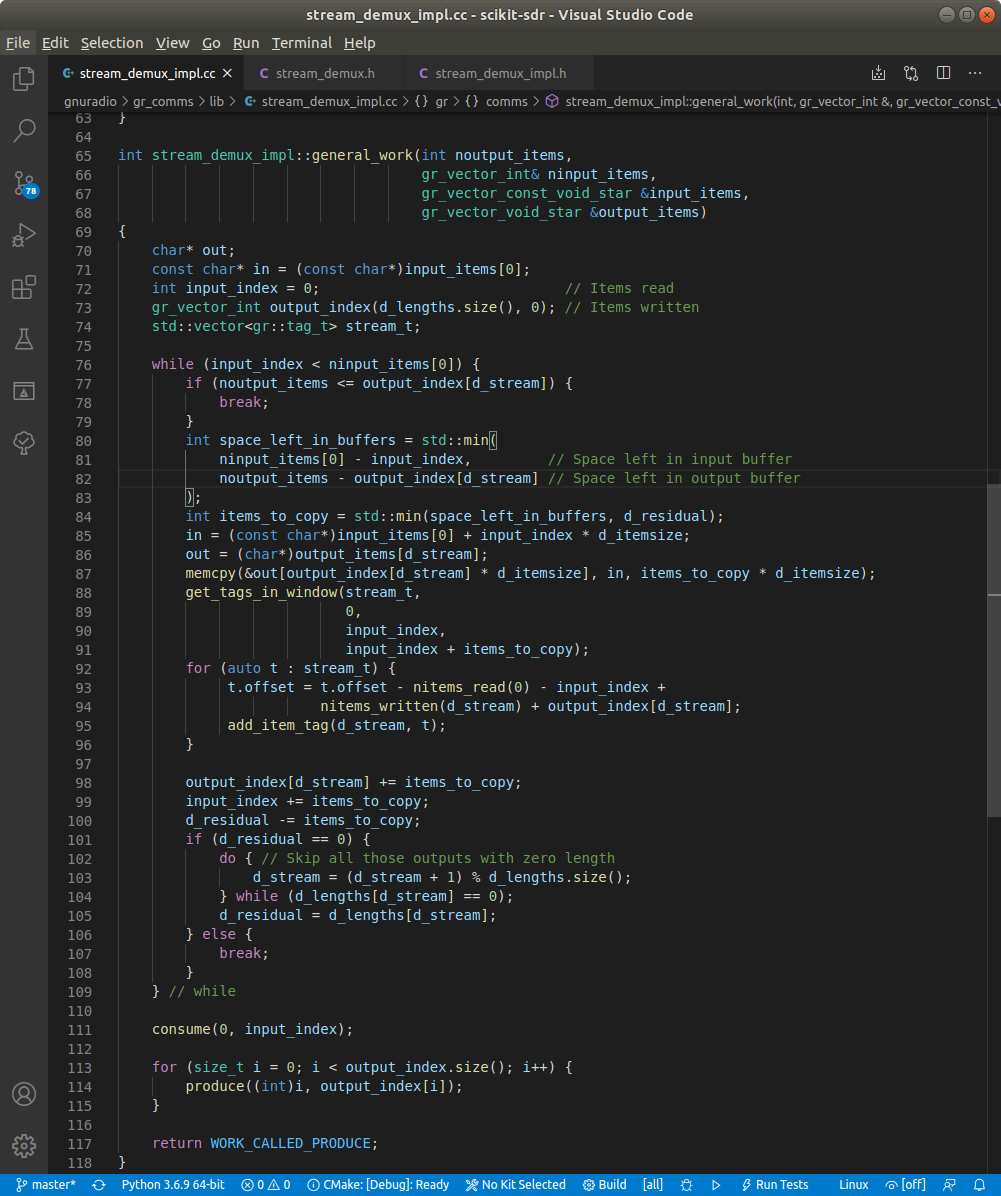 stream_demux_impl.cc - scikit-sdr - Visual Studio Code
File Edit Selection View Go Run Terminal Help
stream_demux_impl.cc × C stream_demux.h C stream_demux_impl.h ···
gnuradio > gr_comms > lib > stream_demux_impl.cc > {} gr > {} comms > stream_demux_impl::general_work(int, gr_vector_int &, gr_vector_const_v
63 }
64
65 int stream_demux_impl::general_work(int noutput_items,
66 gr_vector_int& ninput_items,
67 gr_vector_const_void_star &input_items,
68 gr_vector_void_star &output_items)
69 {
70     char* out;
71     const char* in = (const char*)input_items[0];
72     int input_index = 0; // Items read
73     gr_vector_int output_index(d_lengths.size(), 0); // Items written
74     std::vector<gr::tag_t> stream_t;
75
76     while (input_index < ninput_items[0]) {
77         if (noutput_items <= output_index[d_stream]) {
78             break;
79         }
80         int space_left_in_buffers = std::min(
81             ninput_items[0] - input_index, // Space left in input buffer
82             noutput_items - output_index[d_stream] // Space left in output buffer
83         );
84         int items_to_copy = std::min(space_left_in_buffers, d_residual);
85         in = (const char*)input_items[0] + input_index * d_itemsize;
86         out = (char*)output_items[d_stream];
87         memcpy(&out[output_index[d_stream] * d_itemsize], in, items_to_copy * d_itemsize);
88         get_tags_in_window(stream_t,
89                            0,
90                            input_index,
91                            input_index + items_to_copy);
92         for (auto t : stream_t) {
93              t.offset = t.offset - nitems_read(0) - input_index +
94                         nitems_written(d_stream) + output_index[d_stream];
95              add_item_tag(d_stream, t);
96         }
97
98         output_index[d_stream] += items_to_copy;
99         input_index += items_to_copy;
100         d_residual -= items_to_copy;
101         if (d_residual == 0) {
102             do { // Skip all those outputs with zero length
103                 d_stream = (d_stream + 1) % d_lengths.size();
104             } while (d_lengths[d_stream] == 0);
105             d_residual = d_lengths[d_stream];
106         } else {
107             break;
108         }
109     } // while
110
111     consume(0, input_index);
112
113     for (size_t i = 0; i < output_index.size(); i++) {
114         produce((int)i, output_index[i]);
115     }
116
117     return WORK_CALLED_PRODUCE;
118 }
78
master* Python 3.6.9 64-bit 0 0 CMake: [Debug]: Ready No Kit Selected Build [all] Run Tests Linux [off]